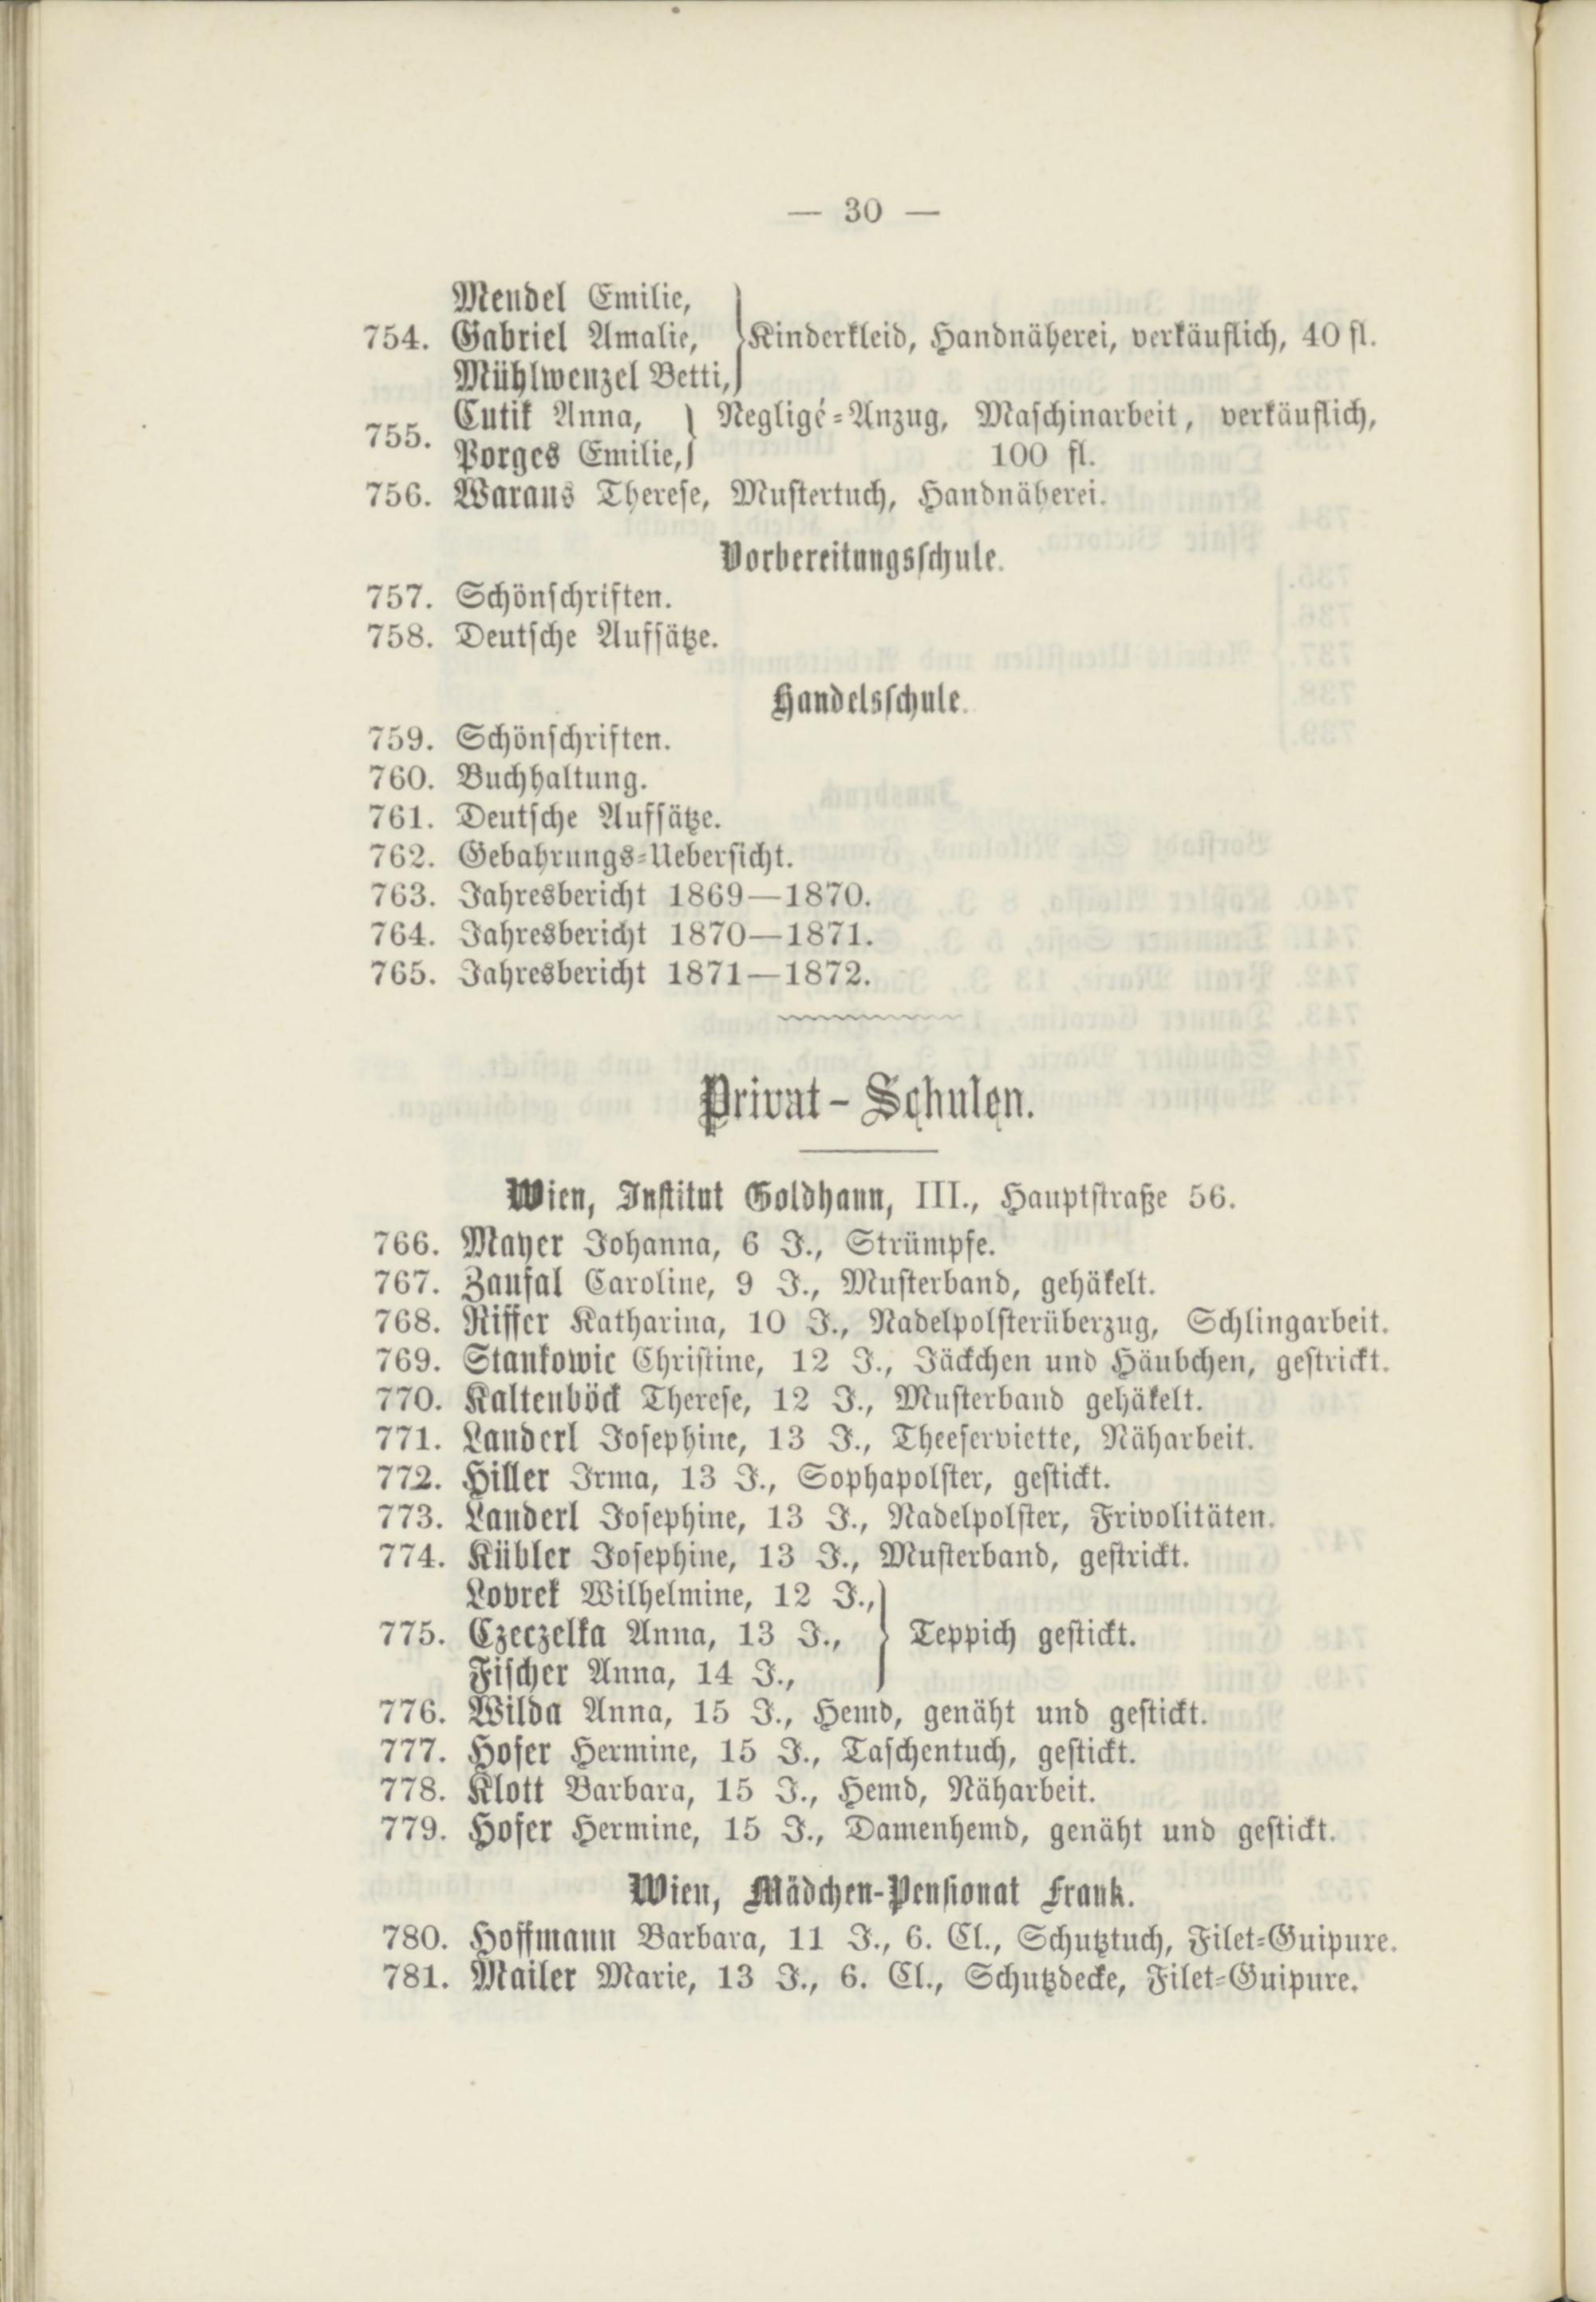 — 30 —
Mendel Emilie,
754. Gabriel Amalie, Kinderkleid, Handnäherei, verkäuflich, 40 fl.
Mühlwenzel Betti,
755. Cutik Anna, Negligé-Anzug, Maschinarbeit, verkäuflich,
Porges Emilie, 100 fl.
756. Waraus Therese, Mustertuch, Handnäherei.
Vorbereitungsschule.
757. Schönschriften.
758. Deutsche Aufsätze.
Handelsschule.
759. Schönschriften.
760. Buchhaltung.
761. Deutsche Aufsätze.
762. Gebahrungs-Uebersicht.
763. Jahresbericht 1869—1870.
764. Jahresbericht 1870—1871.
765. Jahresbericht 1871—1872.
Privat-Schulen.
Wien, Institut Goldhann, III., Hauptstraße 56.
766. Mayer Johanna, 6 J., Strümpfe.
767. Zaufal Caroline, 9 J., Musterband, gehäkelt.
768. Riffer Katharina, 10 J., Nadelpolsterüberzug, Schlingarbeit.
769. Stankowic Christine, 12 J., Jäckchen und Häubchen, gestrickt.
770. Kaltenböck Therese, 12 J., Musterband gehäkelt.
771. Landerl Josephine, 13 J., Theeserviette, Näharbeit.
772. Hiller Irma, 13 J., Sophapolster, gestickt.
773. Landerl Josephine, 13 J., Nadelpolster, Frivolitäten.
774. Kübler Josephine, 13 J., Musterband, gestrickt.
Lovrek Wilhelmine, 12 J.,
775. Czeczelka Anna, 13 J., Teppich gestickt.
Fischer Anna, 14 J.,
776. Wilda Anna, 15 J., Hemd, genäht und gestickt.
777. Hofer Hermine, 15 J., Taschentuch, gestickt.
778. Klott Barbara, 15 J., Hemd, Näharbeit.
779. Hofer Hermine, 15 J., Damenhemd, genäht und gestickt.
Wien, Mädchen-Pensionat Frank.
780. Hoffmann Barbara, 11 J., 6. Cl., Schutztuch, Filet-Guipure.
781. Mailer Marie, 13 J., 6. Cl., Schutzdecke, Filet-Guipure.